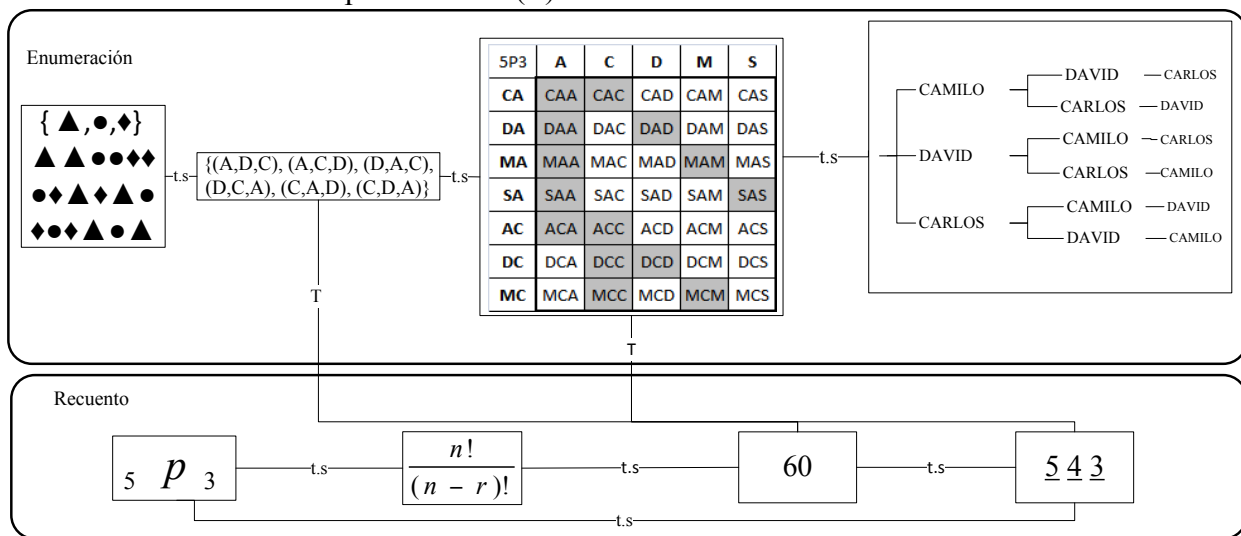 Enumeración
{ ▲,●,♦}
▲ ▲ ●●♦♦
●♦▲♦▲●
♦●♦▲●▲
t.s
{(A,D,C), (A,C,D), (D,A,C),
(D,C,A), (C,A,D), (C,D,A)}
t.s
5P3 A C D M S
CA CAA CAC CAD CAM CAS
DA DAA DAC DAD DAM DAS
MA MAA MAC MAD MAM MAS
SA SAA SAC SAD SAM SAS
AC ACA ACC ACD ACM ACS
DC DCA DCC DCD DCM DCS
MC MCA MCC MCD MCM MCS
t.s
CAMILO DAVID CARLOS
CARLOS DAVID
DAVID CAMILO CARLOS
CARLOS CAMILO
CARLOS CAMILO DAVID
DAVID CAMILO
T
T
Recuento
5 p 3
t.s
n!
(n − r)!
t.s
60
t.s
5 4 3
t.s